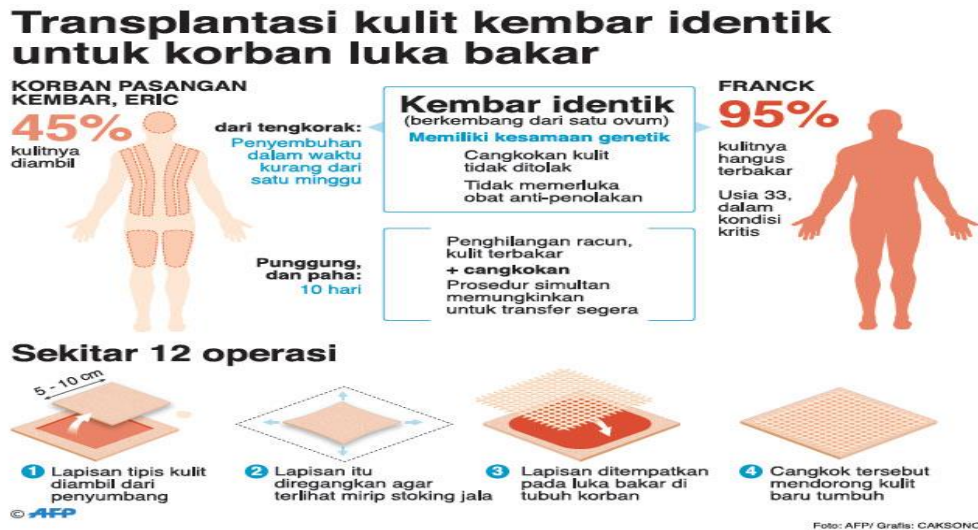 Transplantasi kulit kembar identik
untuk korban luka bakar
KORBAN PASANGAN
KEMBAR, ERIC
45%
kulitnya
diambil
dari tengkorak:
Penyembuhan
dalam waktu
kurang dari
satu minggu
Punggung,
dan paha:
10 hari
Kembar identik
(berkembang dari satu ovum)
Memiliki kesamaan genetik
Cangkokan kulit
tidak ditolak
Tidak memerluka
obat anti-penolakan
Penghilangan racun,
kulit terbakar
+ cangkokan
Prosedur simultan
memungkinkan
untuk transfer segera
FRANCK
95%
kulitnya
hangus
terbakar
Usia 33,
dalam
kondisi
kritis
Sekitar 12 operasi
5 - 10 cm
1 Lapisan tipis kulit
diambil dari
penyumbang
2 Lapisan itu
diregangkan agar
terlihat mirip stoking jala
3 Lapisan ditempatkan
pada luka bakar di
tubuh korban
4 Cangkok tersebut
mendorong kulit
baru tumbuh
© AFP
Foto: AFP/ Grafis: CAKSONO